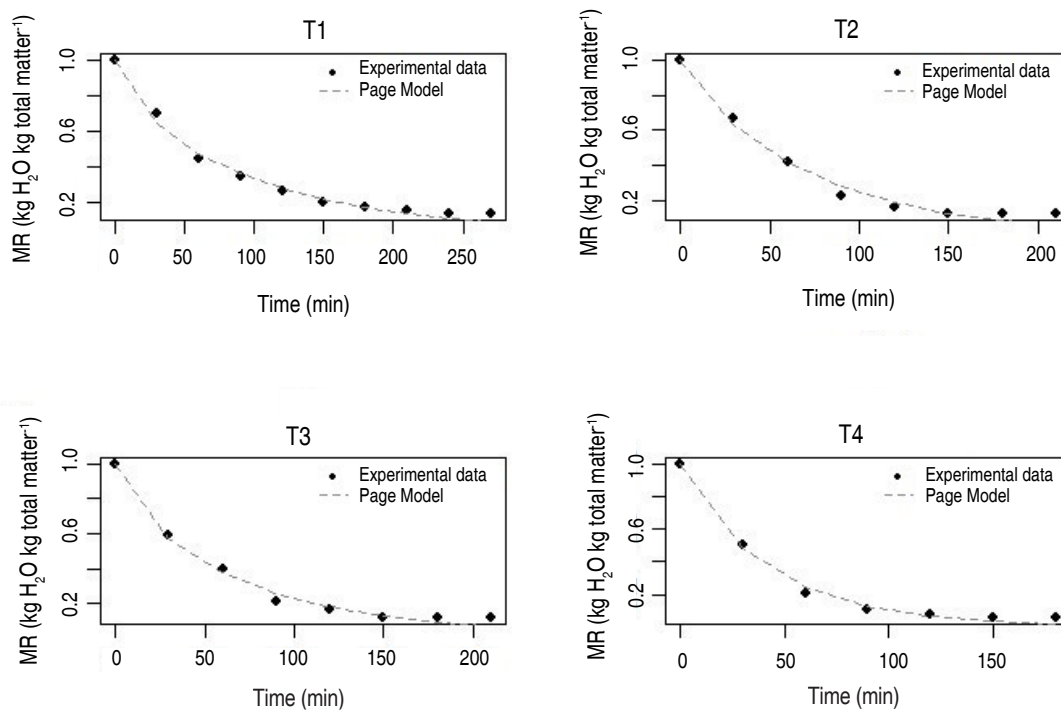 T1
MR (kg H₂O kg total matter⁻¹)
1.0
0.6
0.2
Experimental data
Page Model
0 50 100 150 200 250
Time (min)
T2
MR (kg H₂O kg total matter⁻¹)
1.0
0.6
0.2
Experimental data
Page Model
0 50 100 150 200
Time (min)
T3
MR (kg H₂O kg total matter⁻¹)
1.0
0.6
0.2
Experimental data
Page Model
0 50 100 150 200
Time (min)
T4
MR (kg H₂O kg total matter⁻¹)
1.0
0.6
0.2
Experimental data
Page Model
0 50 100 150
Time (min)